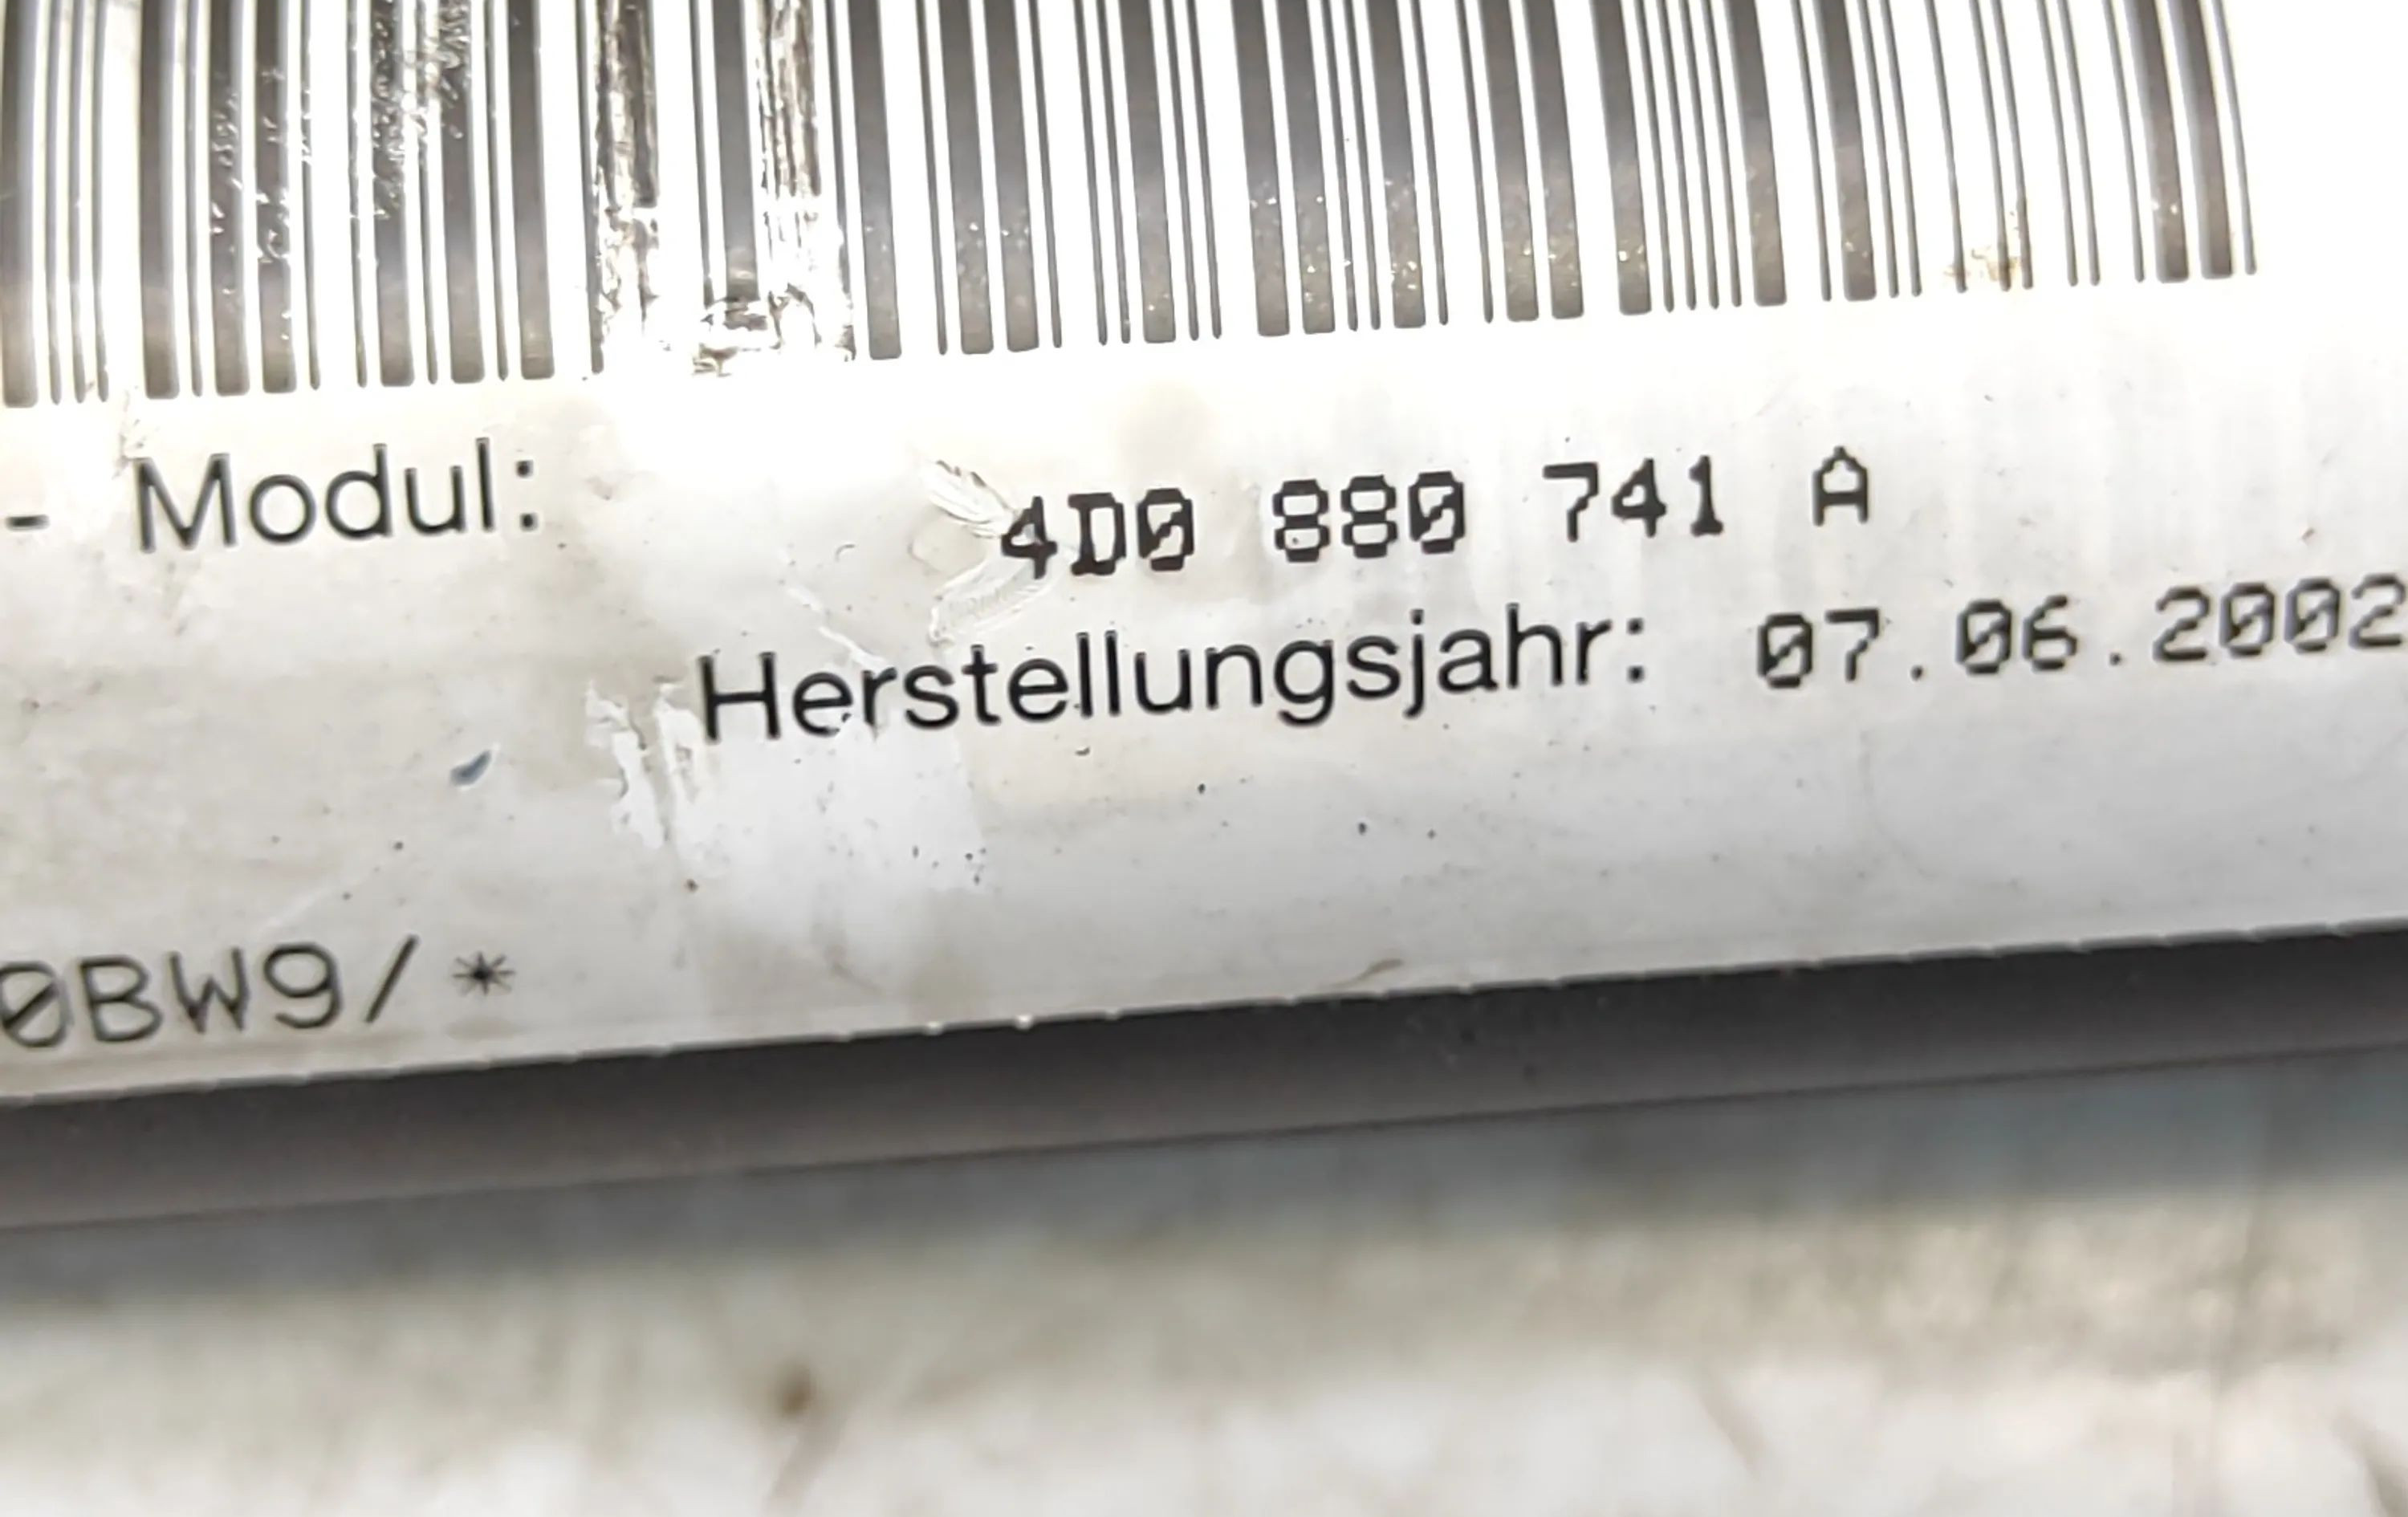 - Modul: 4D0 880 741 A
Herstellungsjahr: 07.06.2002
0BW9/*